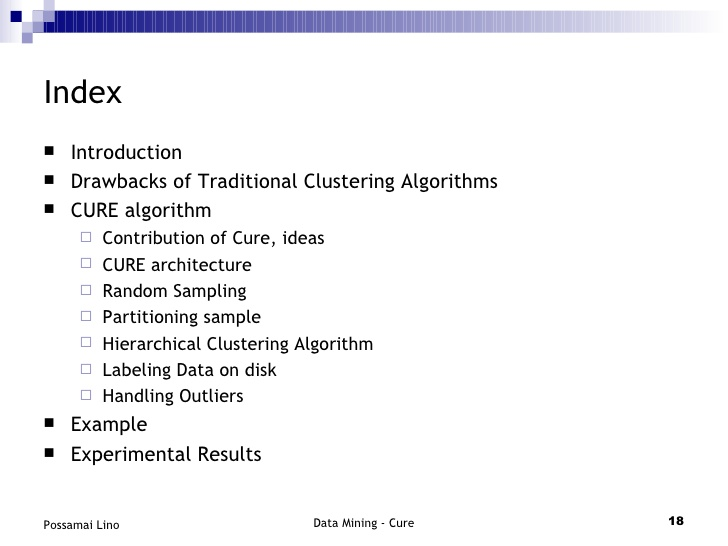 Index
Introduction
Drawbacks of Traditional Clustering Algorithms
CURE algorithm
Contribution of Cure, ideas
CURE architecture
Random Sampling
Partitioning sample
Hierarchical Clustering Algorithm
Labeling Data on disk
Handling Outliers
Example
Experimental Results
Possamai Lino
Data Mining - Cure
18